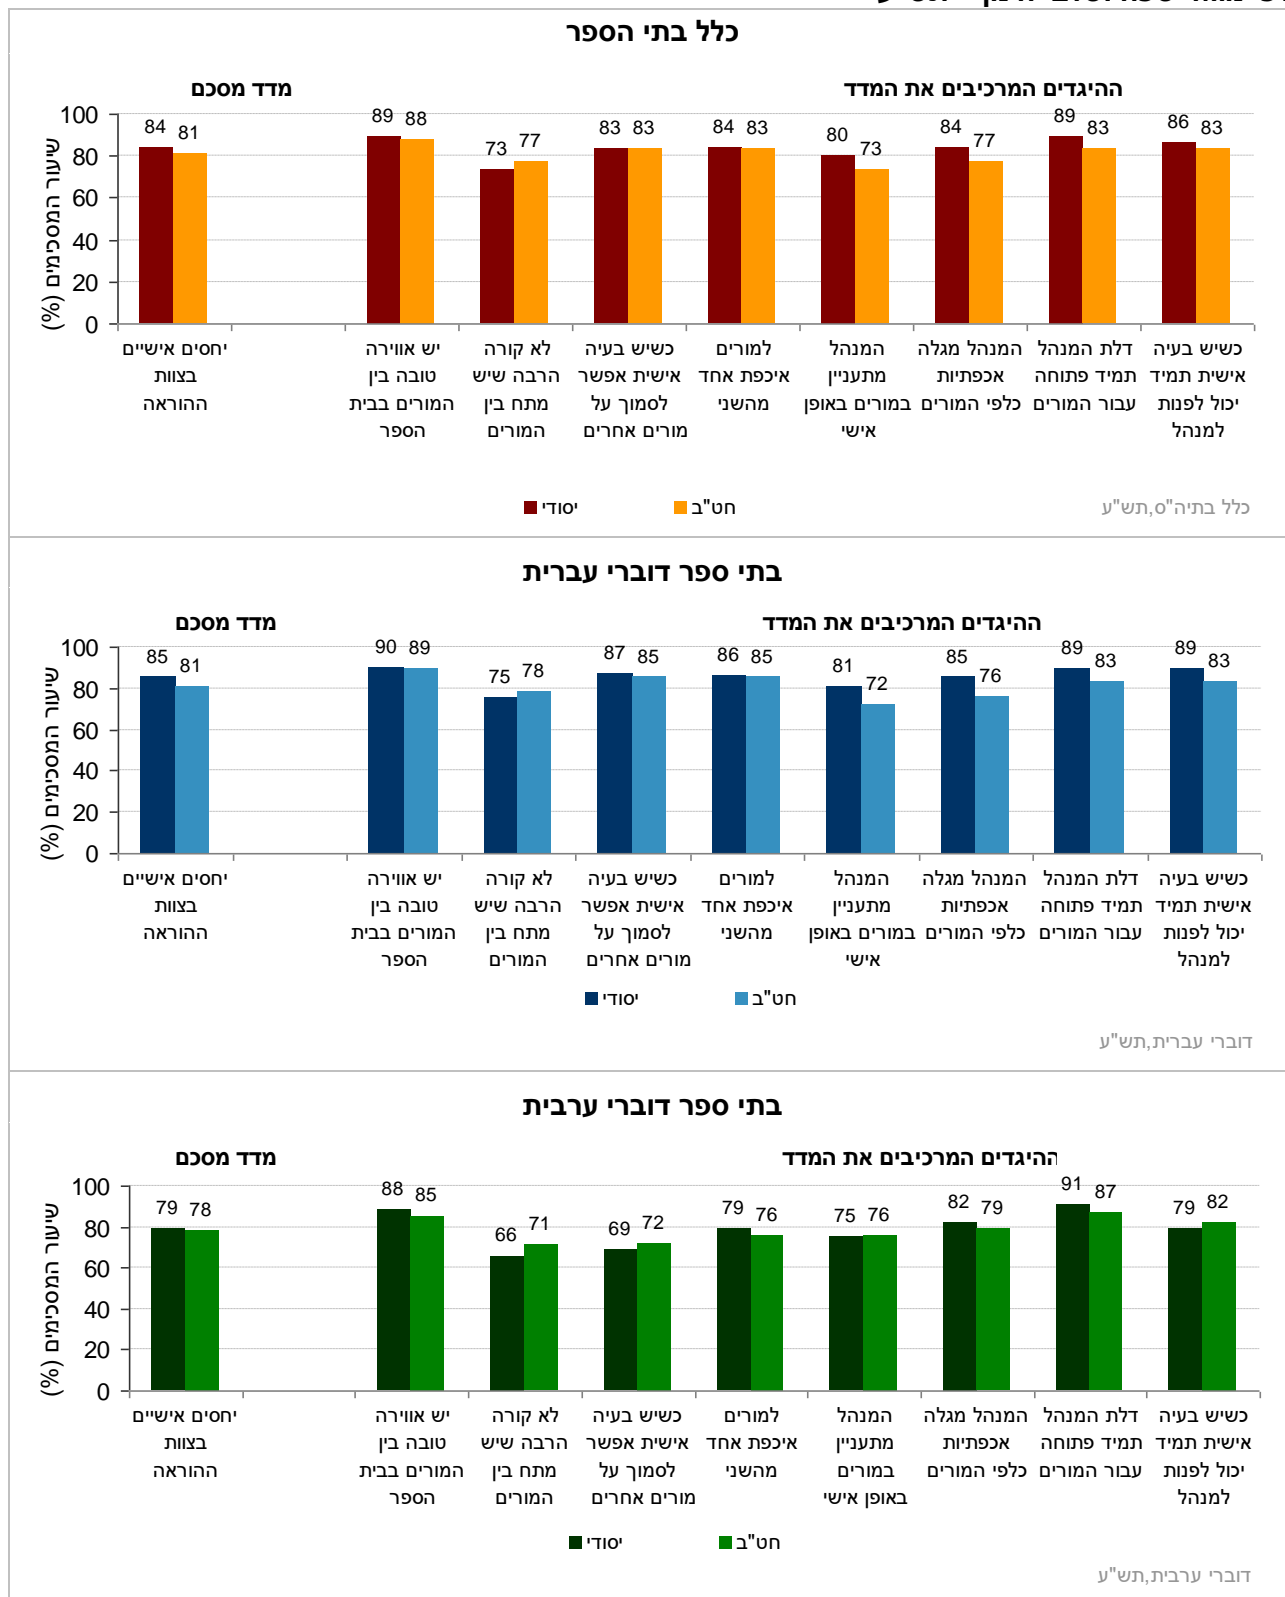 כלל בתי הספר
מדד מסכם
ההיגדים המרכיבים את המדד
שיעור המסכימים (%)
100
80
60
40
20
0
84 81 89 88 73 77 83 83 84 83 80 73 84 77 89 83 86 83
יחסים אישיים
בצוות
ההוראה
יש אווירה
טובה בין
המורים בבית
הספר
לא קורה
הרבה שיש
מתח בין
המורים
כשיש בעיה
אישית אפשר
לסמוך על
מורים אחרים
למורים
איכפת אחד
מהשני
המנהל
מתעניין
במורים באופן
אישי
המנהל מגלה
אכפתיות
כלפי המורים
דלת המנהל
תמיד פתוחה
עבור המורים
כשיש בעיה
אישית תמיד
יכול לפנות
למנהל
יסודי
חט"ב
כלל בתיה"ס,תש"ע
בתי ספר דוברי עברית
מדד מסכם
ההיגדים המרכיבים את המדד
שיעור המסכימים (%)
100
80
60
40
20
0
85 81 90 89 75 78 87 85 86 85 81 72 85 76 89 83 89 83
יחסים אישיים
בצוות
ההוראה
יש אווירה
טובה בין
המורים בבית
הספר
לא קורה
הרבה שיש
מתח בין
המורים
כשיש בעיה
אישית אפשר
לסמוך על
מורים אחרים
למורים
איכפת אחד
מהשני
המנהל
מתעניין
במורים באופן
אישי
המנהל מגלה
אכפתיות
כלפי המורים
דלת המנהל
תמיד פתוחה
עבור המורים
כשיש בעיה
אישית תמיד
יכול לפנות
למנהל
יסודי
חט"ב
דוברי עברית,תש"ע
בתי ספר דוברי ערבית
מדד מסכם
ההיגדים המרכיבים את המדד
שיעור המסכימים (%)
100
80
60
40
20
0
79 78 88 85 66 71 69 72 79 76 75 76 82 79 91 87 79 82
יחסים אישיים
בצוות
ההוראה
יש אווירה
טובה בין
המורים בבית
הספר
לא קורה
הרבה שיש
מתח בין
המורים
כשיש בעיה
אישית אפשר
לסמוך על
מורים אחרים
למורים
איכפת אחד
מהשני
המנהל
מתעניין
במורים
באופן אישי
המנהל מגלה
אכפתיות
כלפי המורים
דלת המנהל
תמיד פתוחה
עבור המורים
כשיש בעיה
אישית תמיד
יכול לפנות
למנהל
יסודי
חט"ב
דוברי ערבית,תש"ע